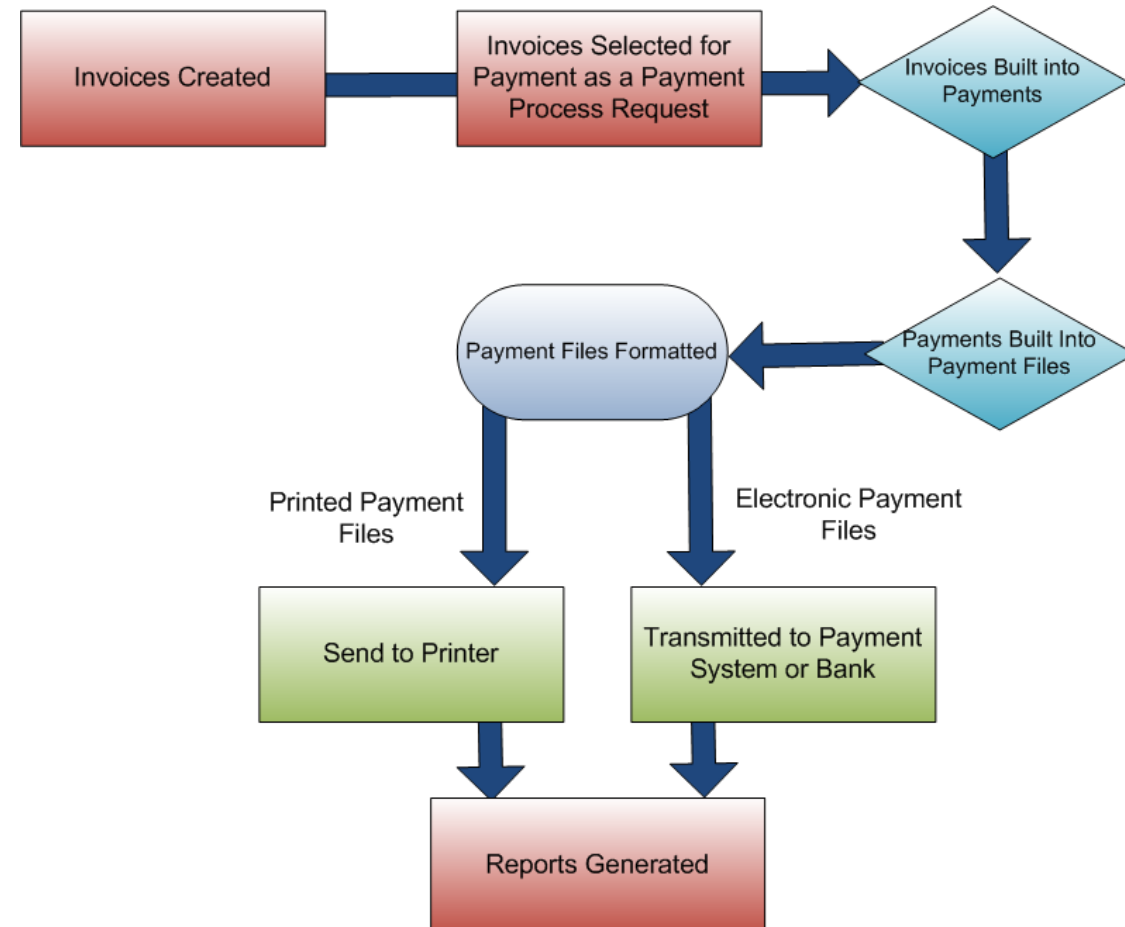 Invoices Created
Invoices Selected for
Payment as a Payment
Process Request
Invoices Built into
Payments
Payments Built Into
Payment Files
Payment Files Formatted
Printed Payment
Files
Electronic Payment
Files
Send to Printer
Transmitted to Payment
System or Bank
Reports Generated